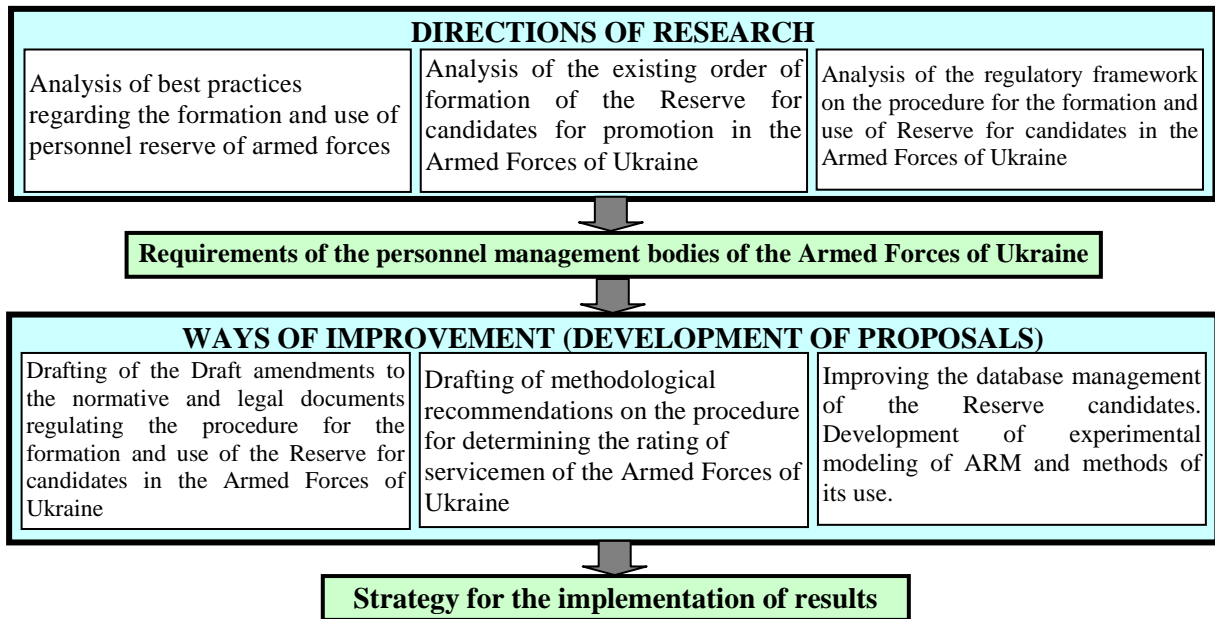 DIRECTIONS OF RESEARCH
Analysis of best practices
regarding the formation and use of
personnel reserve of armed forces
Analysis of the existing order of
formation of the Reserve for
candidates for promotion in the
Armed Forces of Ukraine
Analysis of the regulatory framework
on the procedure for the formation and
use of Reserve for candidates in the
Armed Forces of Ukraine
Requirements of the personnel management bodies of the Armed Forces of Ukraine
WAYS OF IMPROVEMENT (DEVELOPMENT OF PROPOSALS)
Drafting of the Draft amendments to
the normative and legal documents
regulating the procedure for the
formation and use of the Reserve for
candidates in the Armed Forces of
Ukraine
Drafting of methodological
recommendations on the procedure
for determining the rating of
servicemen of the Armed Forces of
Ukraine
Improving the database management
of the Reserve candidates.
Development of experimental
modeling of ARM and methods of
its use.
Strategy for the implementation of results